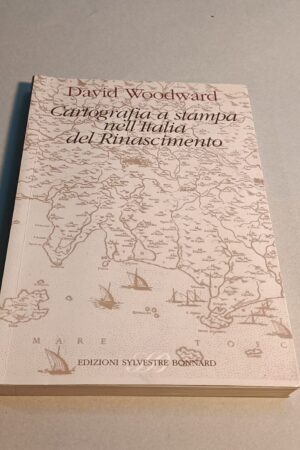 David Woodward
Cartografia a stampa
nell'Italia
del Rinascimento
MARE TOSC
EDIZIONI SYLVESTRE BONNARD